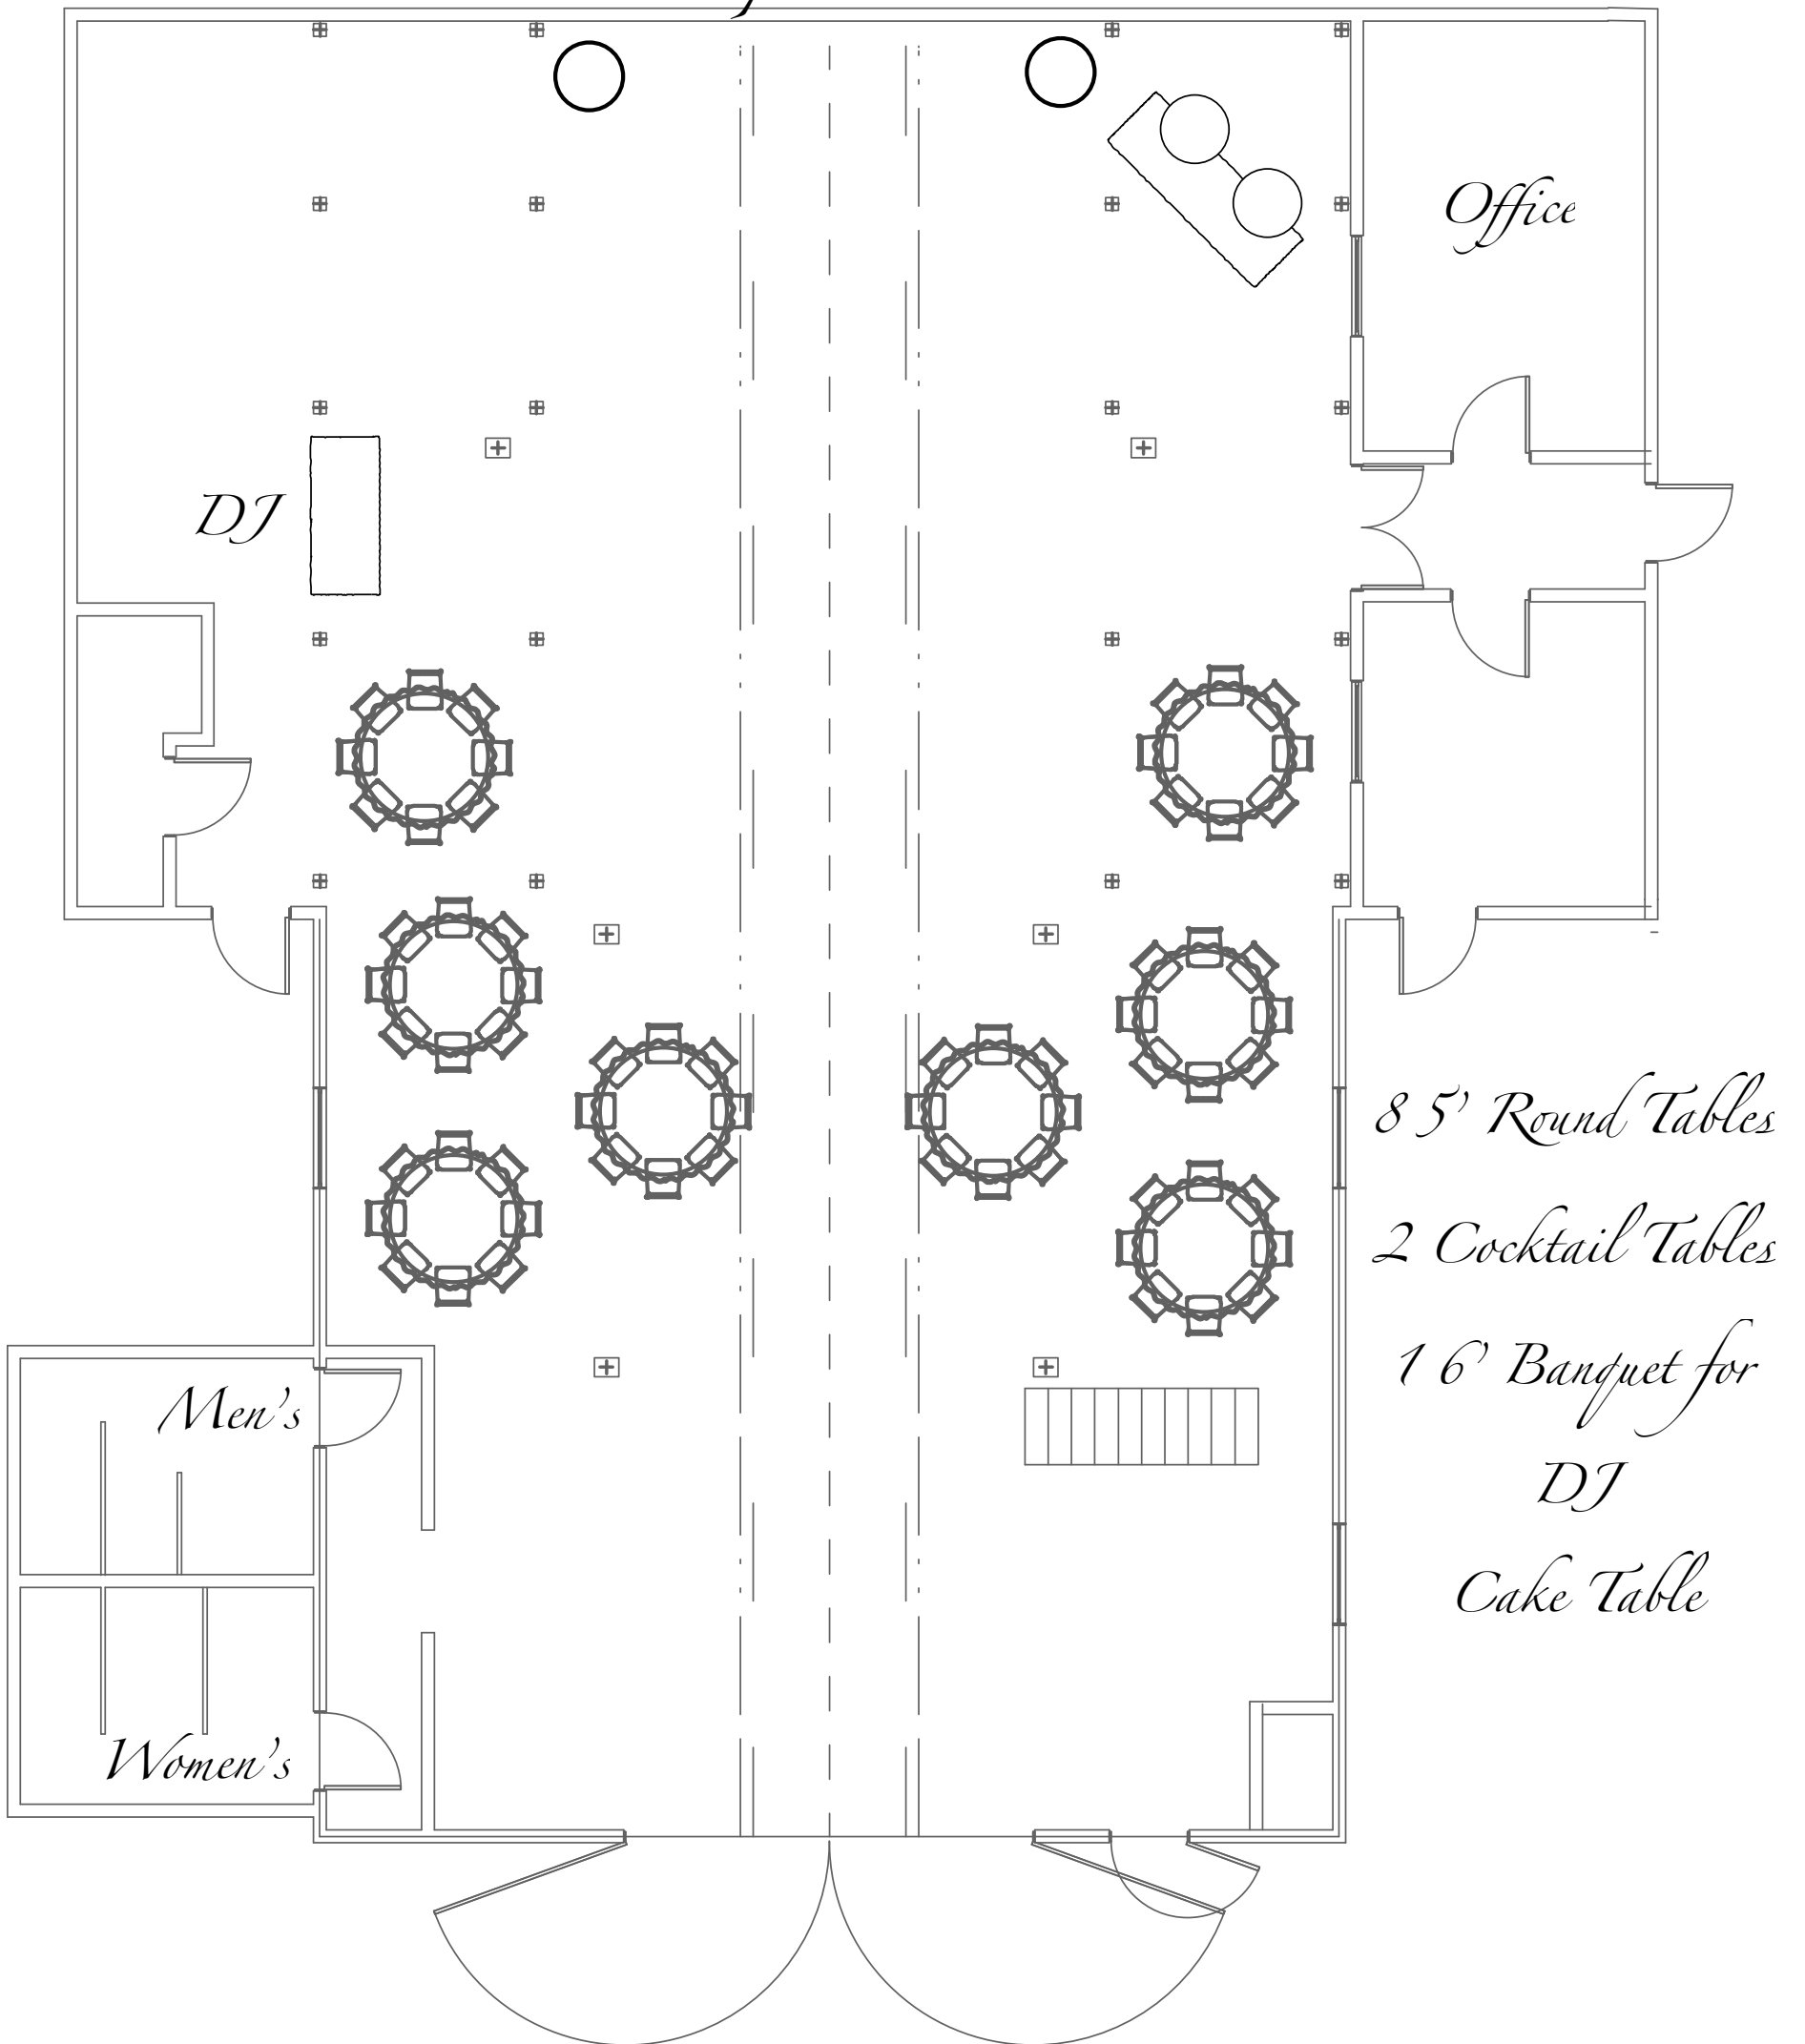 Office
DJ
8 5' Round Tables
2 Cocktail Tables
1 6' Banquet for
DJ
Cake Table
Men's
Women's